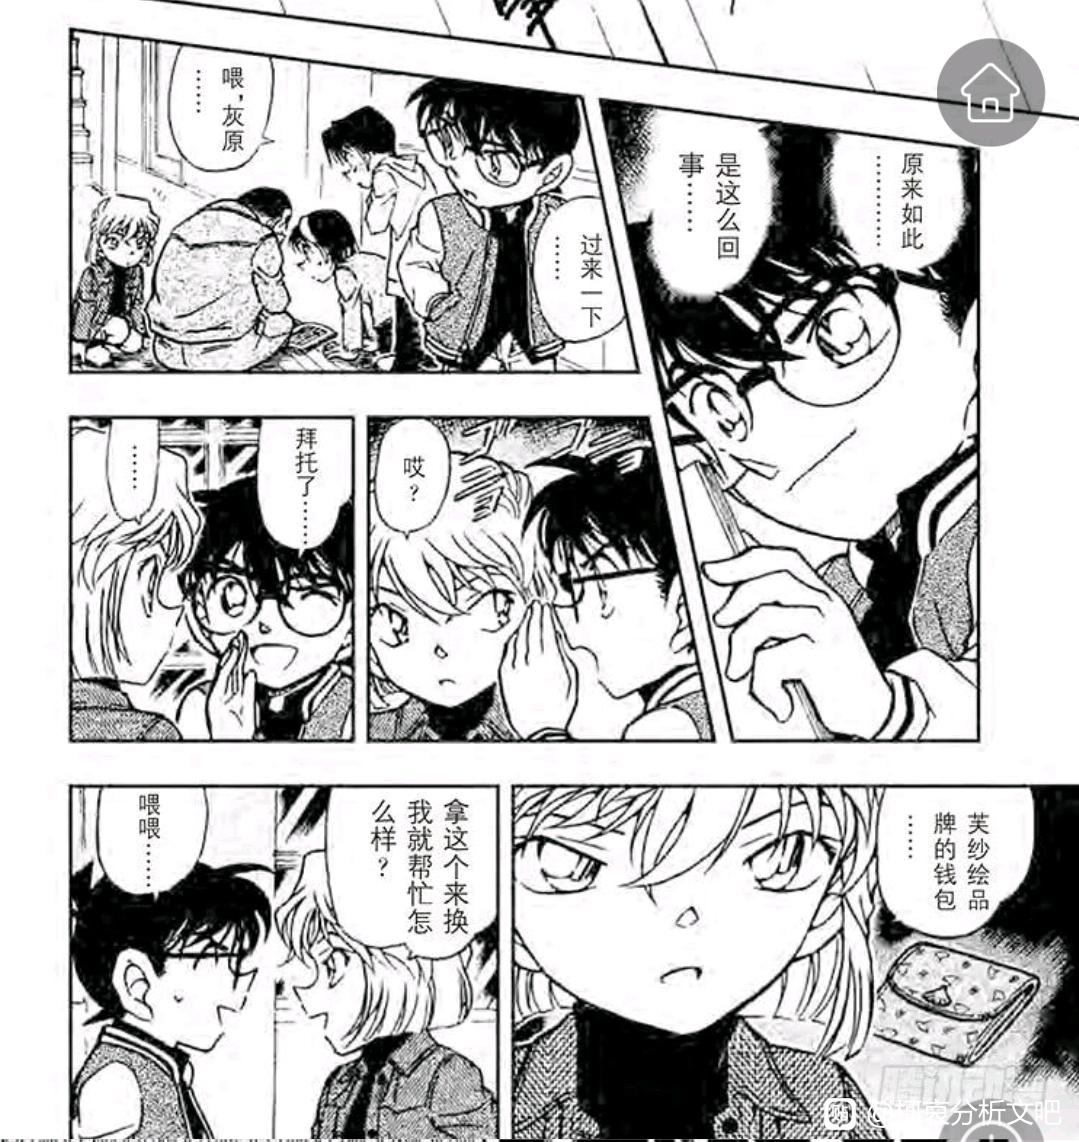 原来如此
…………
是这么回
事……
喂，灰原
……
过来一下
……
哎？
拜托了……
……
芙纱绘品
牌的钱包
……
拿这个来换
我就帮忙怎
么样？
喂喂……